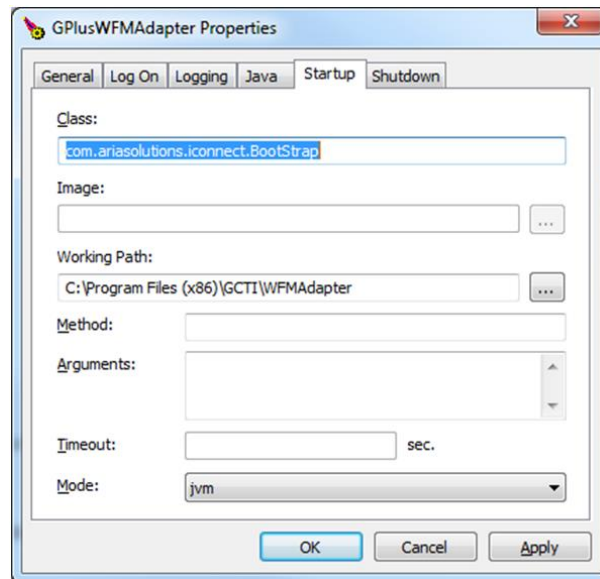 GPlusWFMAdapter Properties
General Log On Logging Java Startup Shutdown
Class:
com.ariasolutions.iconnect.BootStrap
Image:
...
Working Path:
C:\Program Files (x86)\GCTI\WFMAdapter
...
Method:
Arguments:
Timeout: sec.
Mode: jvm
OK Cancel Apply